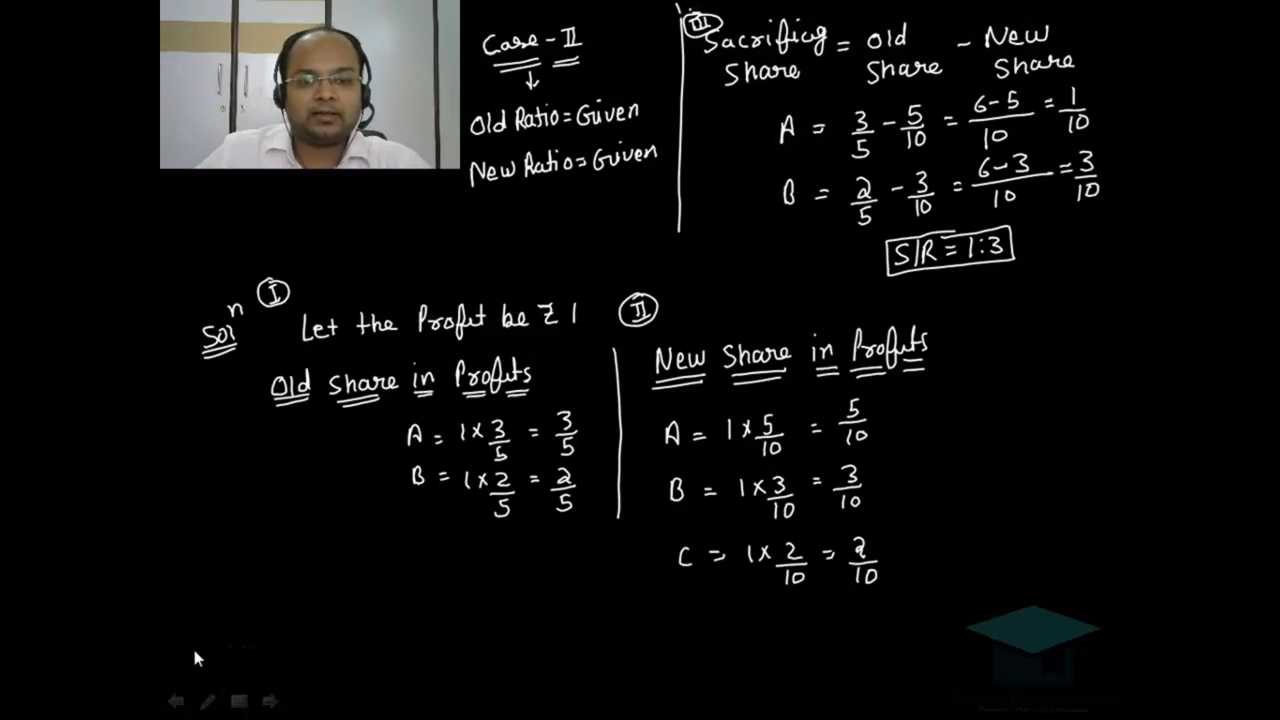 Case-II
↓
Old Ratio = Given
New Ratio = Given
III
Sacrificing Share = Old Share - New Share
A = 3/5 - 5/10 = 6-5/10 = 1/10
B = 2/5 - 3/10 = 6-3/10 = 3/10
S/R = 1:3
Solⁿ I
Let the Profit be ₹ 1
Old Share in Profits
A = 1 × 3/5 = 3/5
B = 1 × 2/5 = 2/5
II
New Share in Profits
A = 1 × 5/10 = 5/10
B = 1 × 3/10 = 3/10
C = 1 × 2/10 = 2/10